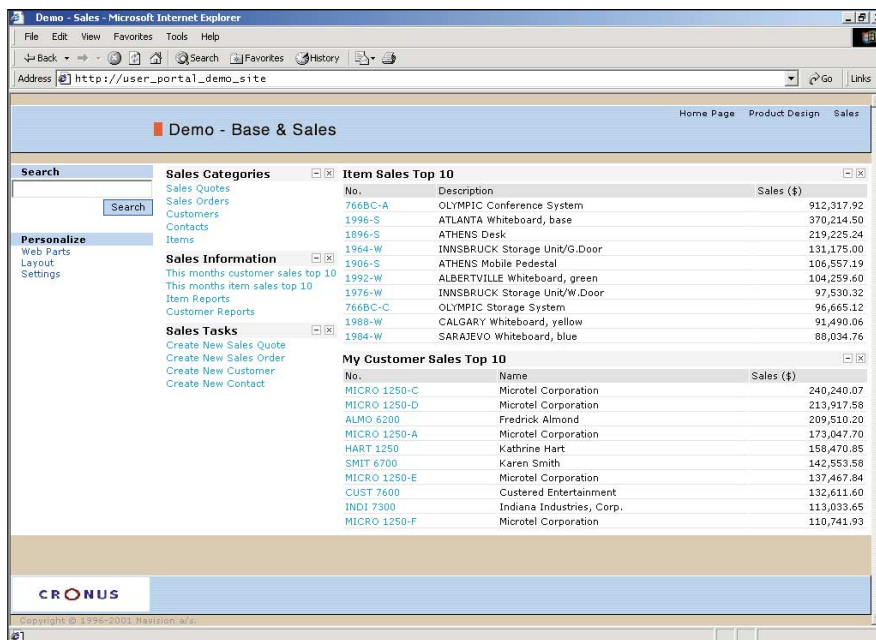 Demo - Sales - Microsoft Internet Explorer
File Edit View Favorites Tools Help
Back Search Favorites History
Address http://user_portal_demo_site Go Links
Home Page Product Design Sales
Demo - Base & Sales
Search
Search
Personalize
Web Parts
Layout
Settings
Sales Categories
Sales Quotes
Sales Orders
Customers
Contacts
Items
Sales Information
This months customer sales top 10
This months item sales top 10
Item Reports
Customer Reports
Sales Tasks
Create New Sales Quote
Create New Sales Order
Create New Customer
Create New Contact
Item Sales Top 10
No. Description Sales ($)
766BC-A OLYMPIC Conference System 912,317.92
1996-S ATLANTA Whiteboard, base 370,214.50
1896-S ATHENS Desk 219,225.24
1964-W INNSBRUCK Storage Unit/G.Door 131,175.00
1906-S ATHENS Mobile Pedestal 106,557.19
1992-W ALBERTVILLE Whiteboard, green 104,259.60
1976-W INNSBRUCK Storage Unit/W.Door 97,530.32
766BC-C OLYMPIC Storage System 96,665.12
1988-W CALGARY Whiteboard, yellow 91,490.06
1984-W SARAJEVO Whiteboard, blue 88,034.76
My Customer Sales Top 10
No. Name Sales ($)
MICRO 1250-C Microtel Corporation 240,240.07
MICRO 1250-D Microtel Corporation 213,917.58
ALMO 6200 Fredrick Almond 209,510.20
MICRO 1250-A Microtel Corporation 173,047.70
HART 1250 Kathrine Hart 158,470.85
SMIT 6700 Karen Smith 142,553.58
MICRO 1250-E Microtel Corporation 137,467.84
CUST 7600 Custered Entertainment 132,611.60
INDI 7300 Indiana Industries, Corp. 113,033.65
MICRO 1250-F Microtel Corporation 110,741.93
CRONUS
Copyright © 1996-2001 Navision a/s.